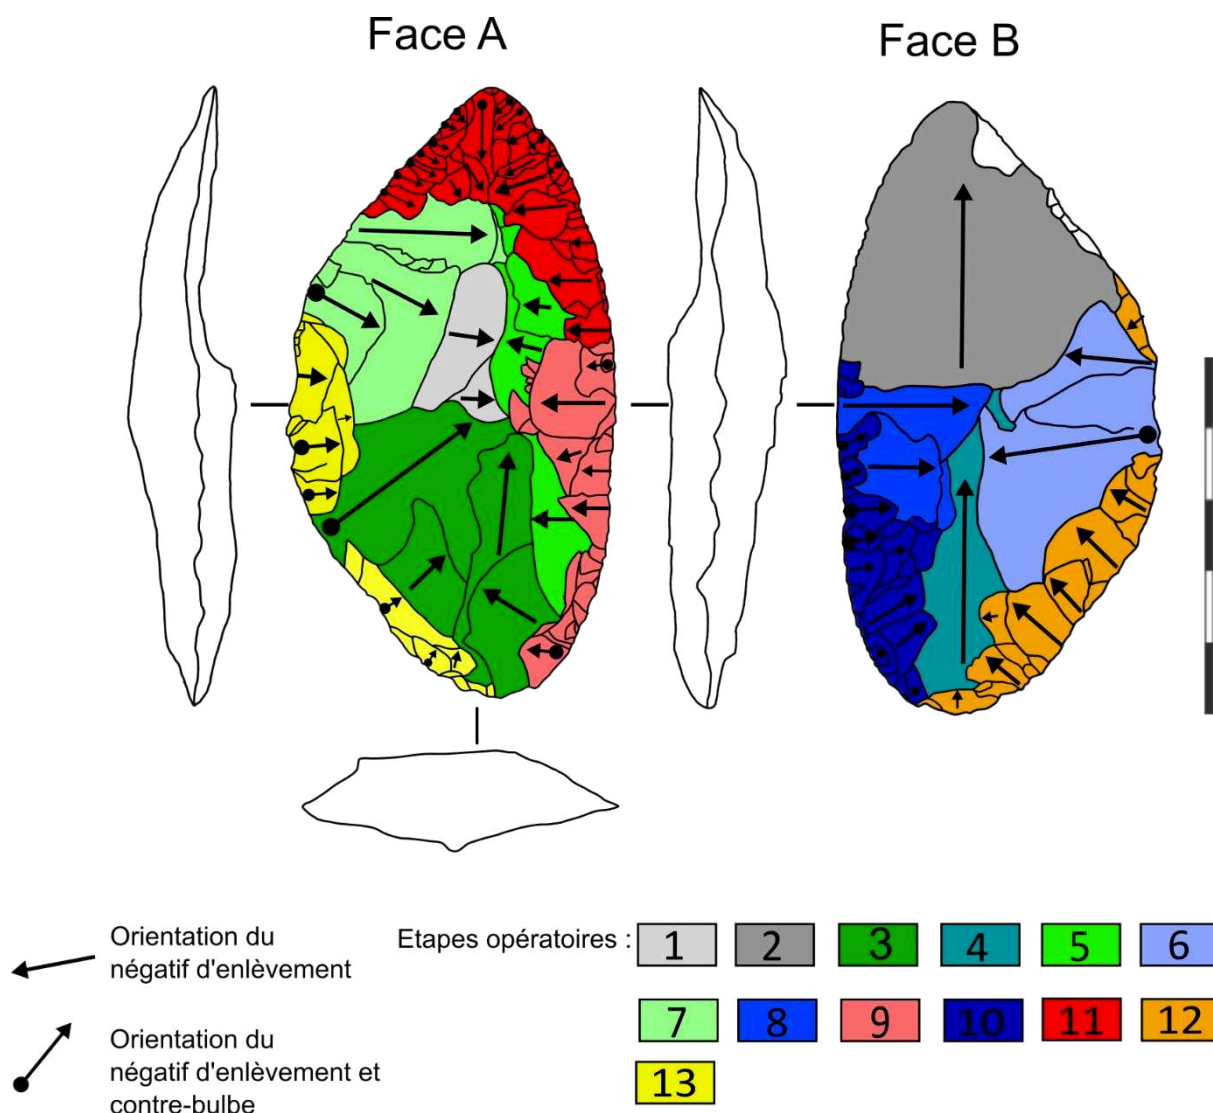 Face A
Face B
Orientation du
négatif d'enlèvement
Orientation du
négatif d'enlèvement et
contre-bulbe
Etapes opératoires :
1 2 3 4 5 6
7 8 9 10 11 12
13